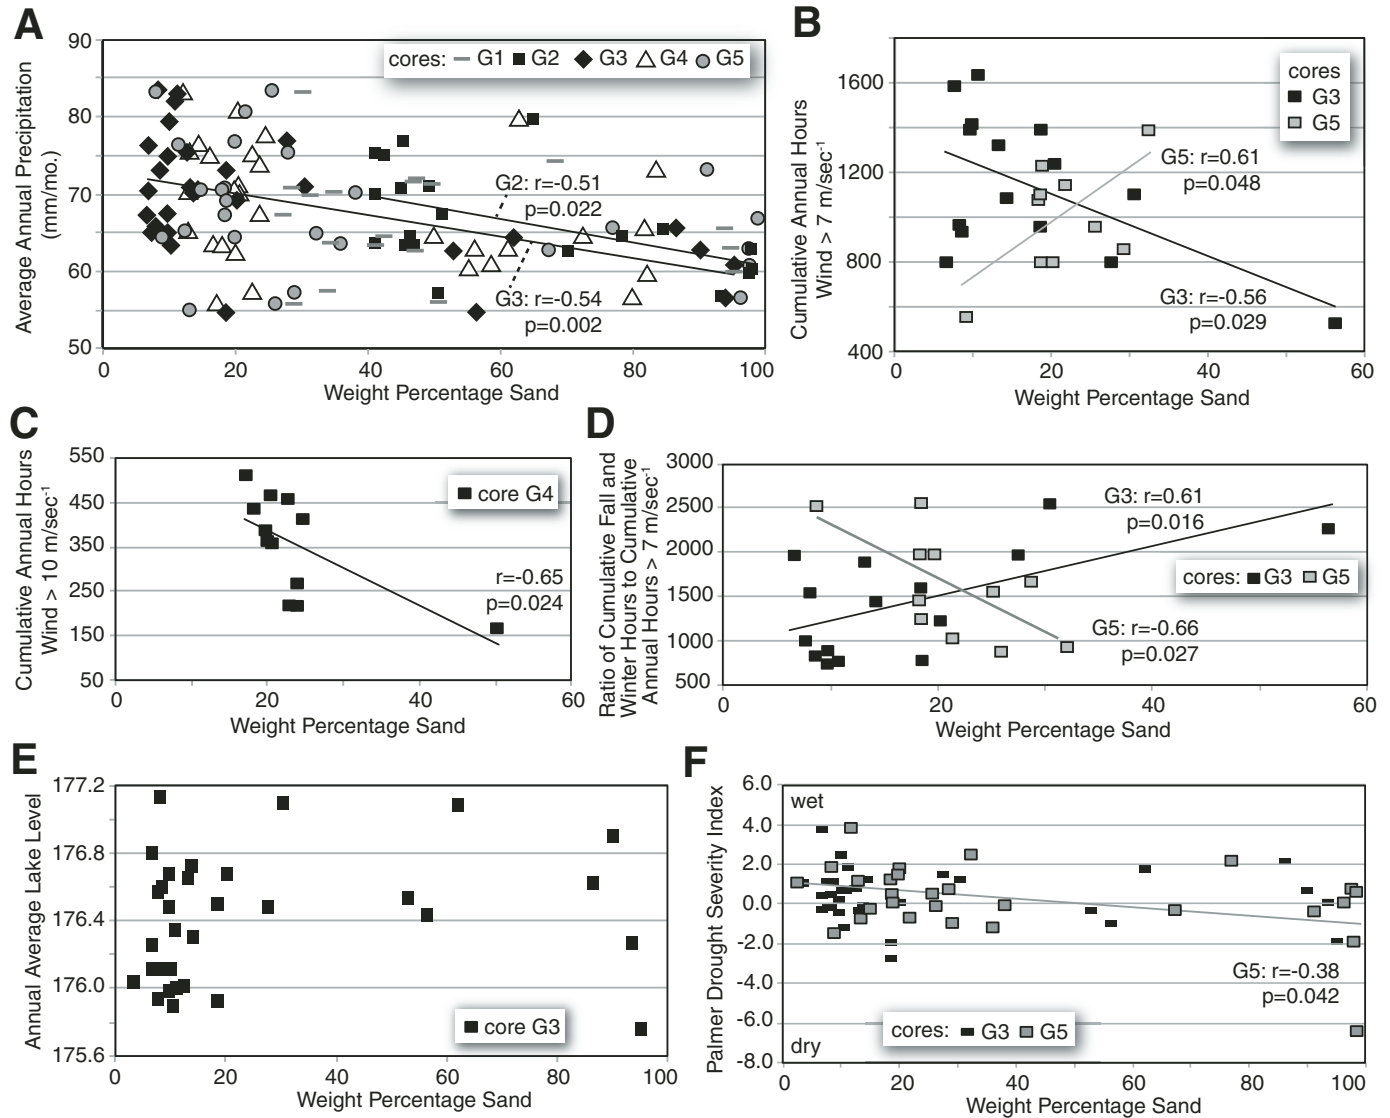 A
Average Annual Precipitation
(mm/mo.)
90
80
70
60
50
cores: G1 G2 G3 G4 G5
G2: r=-0.51
p=0.022
G3: r=-0.54
p=0.002
0 20 40 60 80 100
Weight Percentage Sand
B
Cumulative Annual Hours
Wind > 7 m/sec-1
1600
1200
800
400
cores
G3
G5
G5: r=0.61
p=0.048
G3: r=-0.56
p=0.029
0 20 40 60
Weight Percentage Sand
C
Cumulative Annual Hours
Wind > 10 m/sec-1
550
450
350
250
150
50
core G4
r=-0.65
p=0.024
0 20 40 60
Weight Percentage Sand
D
Ratio of Cumulative Fall and
Winter Hours to Cumulative
Annual Hours > 7 m/sec-1
3000
2500
2000
1500
1000
500
G3: r=0.61
p=0.016
cores: G3 G5
G5: r=-0.66
p=0.027
0 20 40 60
Weight Percentage Sand
E
Annual Average Lake Level
177.2
176.8
176.4
176.0
175.6
core G3
0 20 40 60 80 100
Weight Percentage Sand
F
Palmer Drought Severity Index
6.0
4.0
2.0
0.0
-2.0
-4.0
-6.0
-8.0
wet
G5: r=-0.38
p=0.042
cores: G3 G5
dry
0 20 40 60 80 100
Weight Percentage Sand